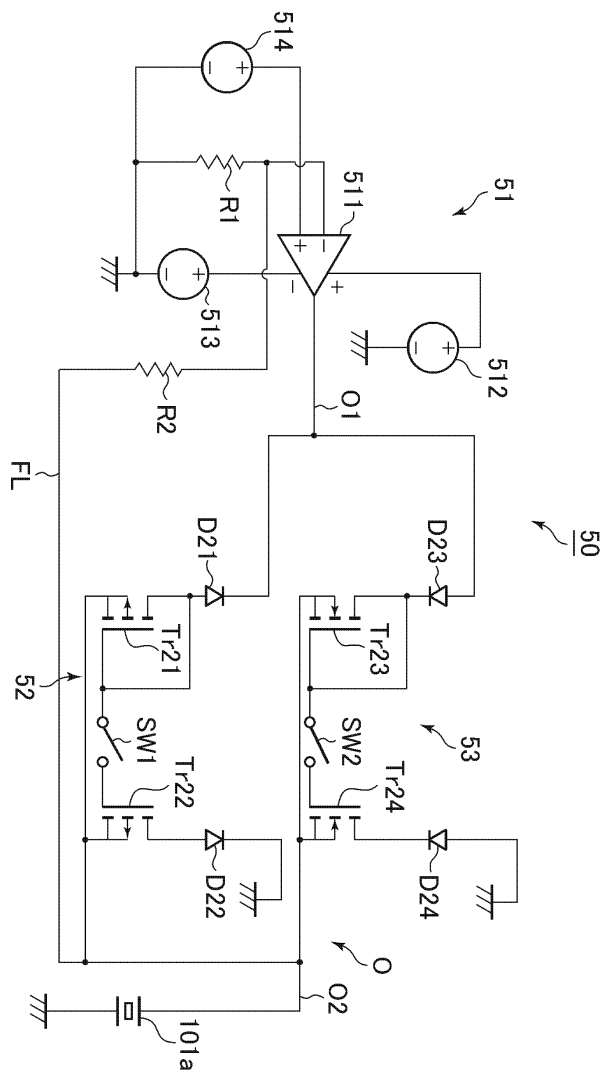 50
51
514
R1
511
+
−
+
−
−
+
513
−
+
512
−
+
R2
O1
FL
D21
D23
Tr21
Tr23
52
53
SW1
SW2
Tr22
Tr24
D22
D24
O
O2
101a